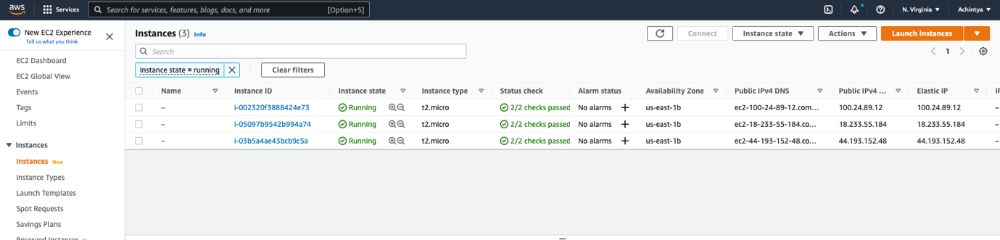 aws Services Search for services, features, blogs, docs, and more [Option+S] N. Virginia Achintya
New EC2 Experience
Tell us what you think
EC2 Dashboard
EC2 Global View
Events
Tags
Limits
Instances
Instances New
Instance Types
Launch Templates
Spot Requests
Savings Plans
Reserved Instances
Instances (3) Info Connect Instance state Actions Launch instances
Search 1
Instance state = running Clear filters
Name Instance ID Instance state Instance type Status check Alarm status Availability Zone Public IPv4 DNS Public IPv4 ... Elastic IP
– i-002320f3888424e73 Running t2.micro 2/2 checks passed No alarms + us-east-1b ec2-100-24-89-12.com... 100.24.89.12 100.24.89.12 –
– i-05097b9542b994a74 Running t2.micro 2/2 checks passed No alarms + us-east-1b ec2-18-233-55-184.co... 18.233.55.184 18.233.55.184 –
– i-03b5a4ae43bcb9c5a Running t2.micro 2/2 checks passed No alarms + us-east-1b ec2-44-193-152-48.co... 44.193.152.48 44.193.152.48 –